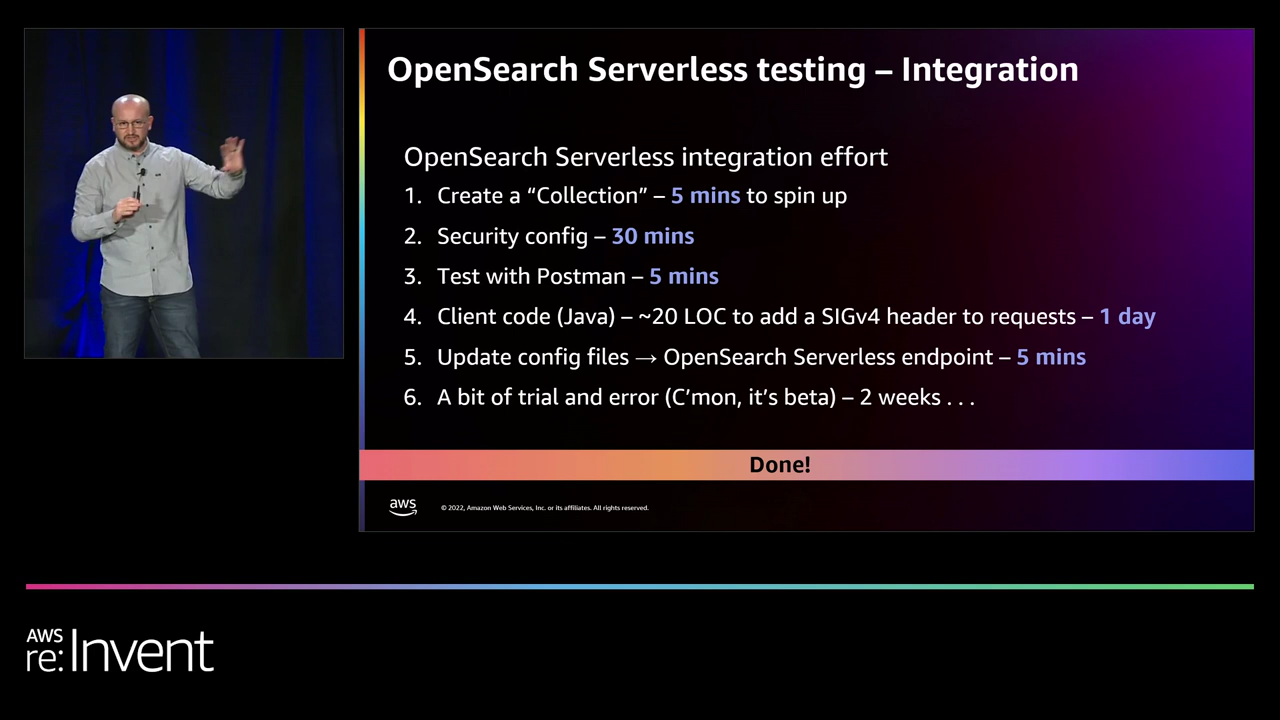 OpenSearch Serverless testing – Integration
OpenSearch Serverless integration effort
1. Create a “Collection” – 5 mins to spin up
2. Security config – 30 mins
3. Test with Postman – 5 mins
4. Client code (Java) – ~20 LOC to add a SIGv4 header to requests – 1 day
5. Update config files → OpenSearch Serverless endpoint – 5 mins
6. A bit of trial and error (C’mon, it’s beta) – 2 weeks . . .
Done!
aws
© 2022, Amazon Web Services, Inc. or its affiliates. All rights reserved.
AWS
re:Invent